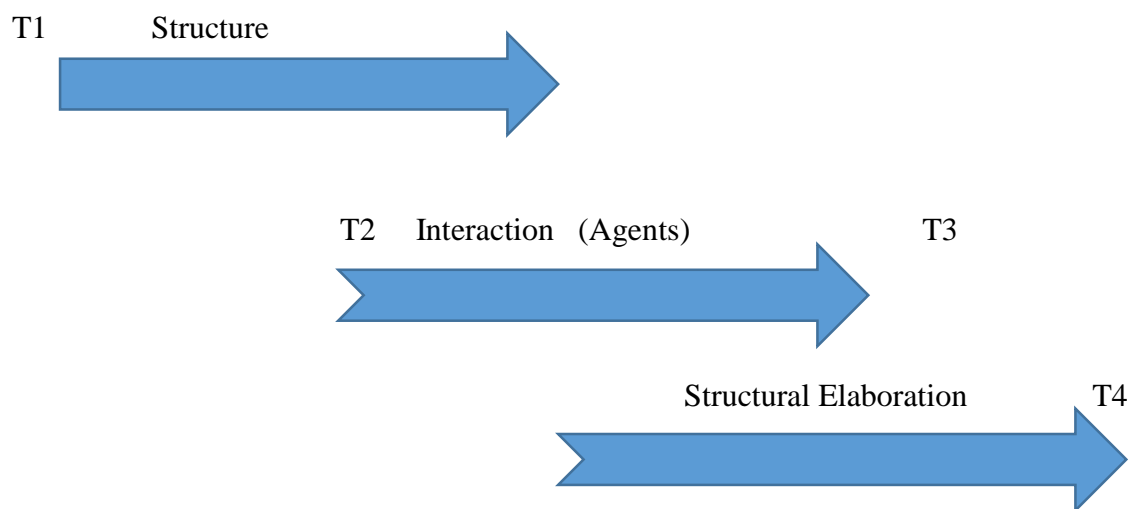 T1 Structure
T2 Interaction (Agents) T3
Structural Elaboration T4